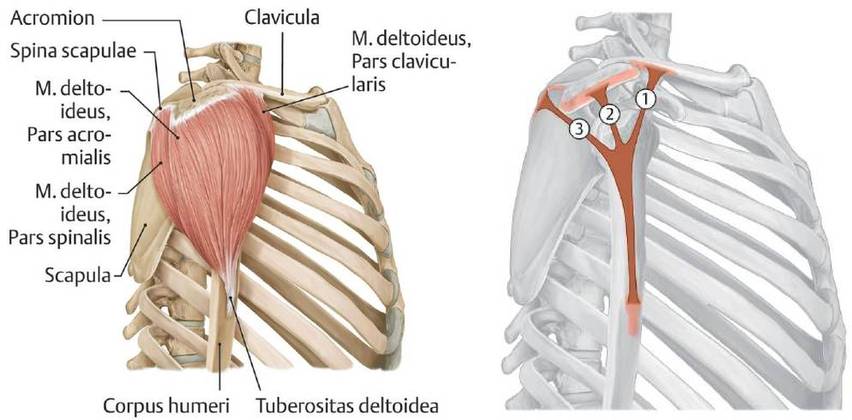 Acromion
Clavicula
Spina scapulae
M. deltoideus,
Pars clavicu-
laris
M. delto-
ideus,
Pars acro-
mialis
M. delto-
ideus,
Pars spinalis
Scapula
Corpus humeri
Tuberositas deltoidea
1
2
3